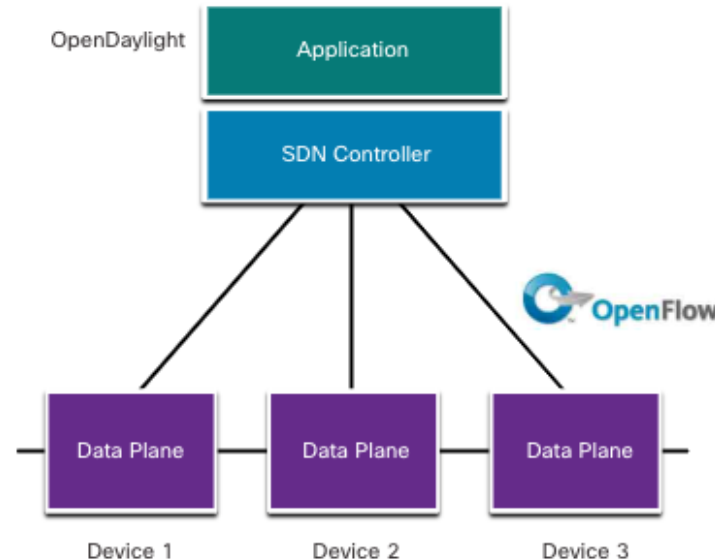 OpenDaylight
Application
SDN Controller
OpenFlow
Data Plane
Data Plane
Data Plane
Device 1
Device 2
Device 3